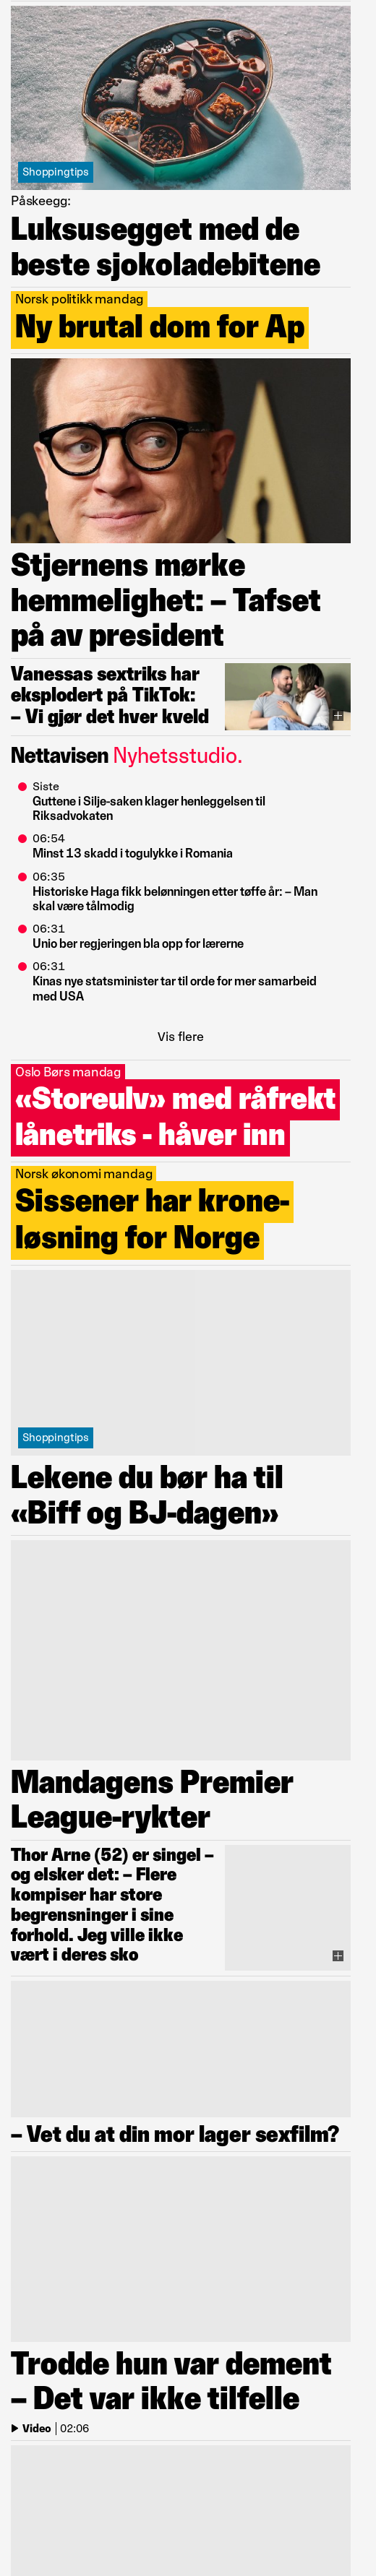 Shoppingtips
Påskeegg:
Luksusegget med de
beste sjokoladebitene
Norsk politikk mandag
Ny brutal dom for Ap
Stjernens mørke
hemmelighet: – Tafset
på av president
Vanessas sextriks har
eksplodert på TikTok:
– Vi gjør det hver kveld
Nettavisen Nyhetsstudio.
Siste
Guttene i Silje-saken klager henleggelsen til
Riksadvokaten
06:54
Minst 13 skadd i togulykke i Romania
06:35
Historiske Haga fikk belønningen etter tøffe år: – Man
skal være tålmodig
06:31
Unio ber regjeringen bla opp for lærerne
06:31
Kinas nye statsminister tar til orde for mer samarbeid
med USA
Vis flere
Oslo Børs mandag
«Storeulv» med råfrekt
lånetriks - håver inn
Norsk økonomi mandag
Sissener har krone-
løsning for Norge
Shoppingtips
Lekene du bør ha til
«Biff og BJ-dagen»
Mandagens Premier
League-rykter
Thor Arne (52) er singel –
og elsker det: – Flere
kompiser har store
begrensninger i sine
forhold. Jeg ville ikke
vært i deres sko
– Vet du at din mor lager sexfilm?
Trodde hun var dement
– Det var ikke tilfelle
Video | 02:06